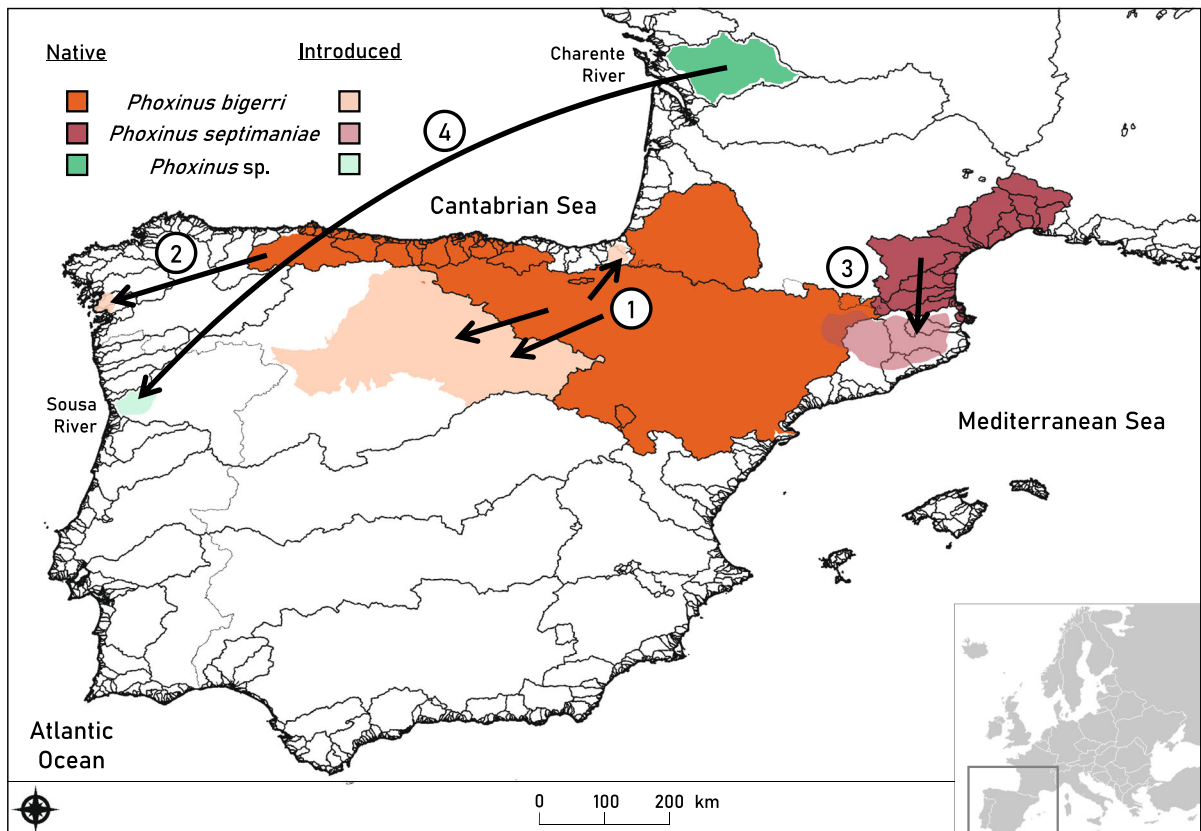 Native
Introduced
Phoxinus bigerri
Phoxinus septimaniae
Phoxinus sp.
Charente
River
4
Cantabrian Sea
2
3
1
Sousa
River
Mediterranean Sea
Atlantic
Ocean
0 100 200 km